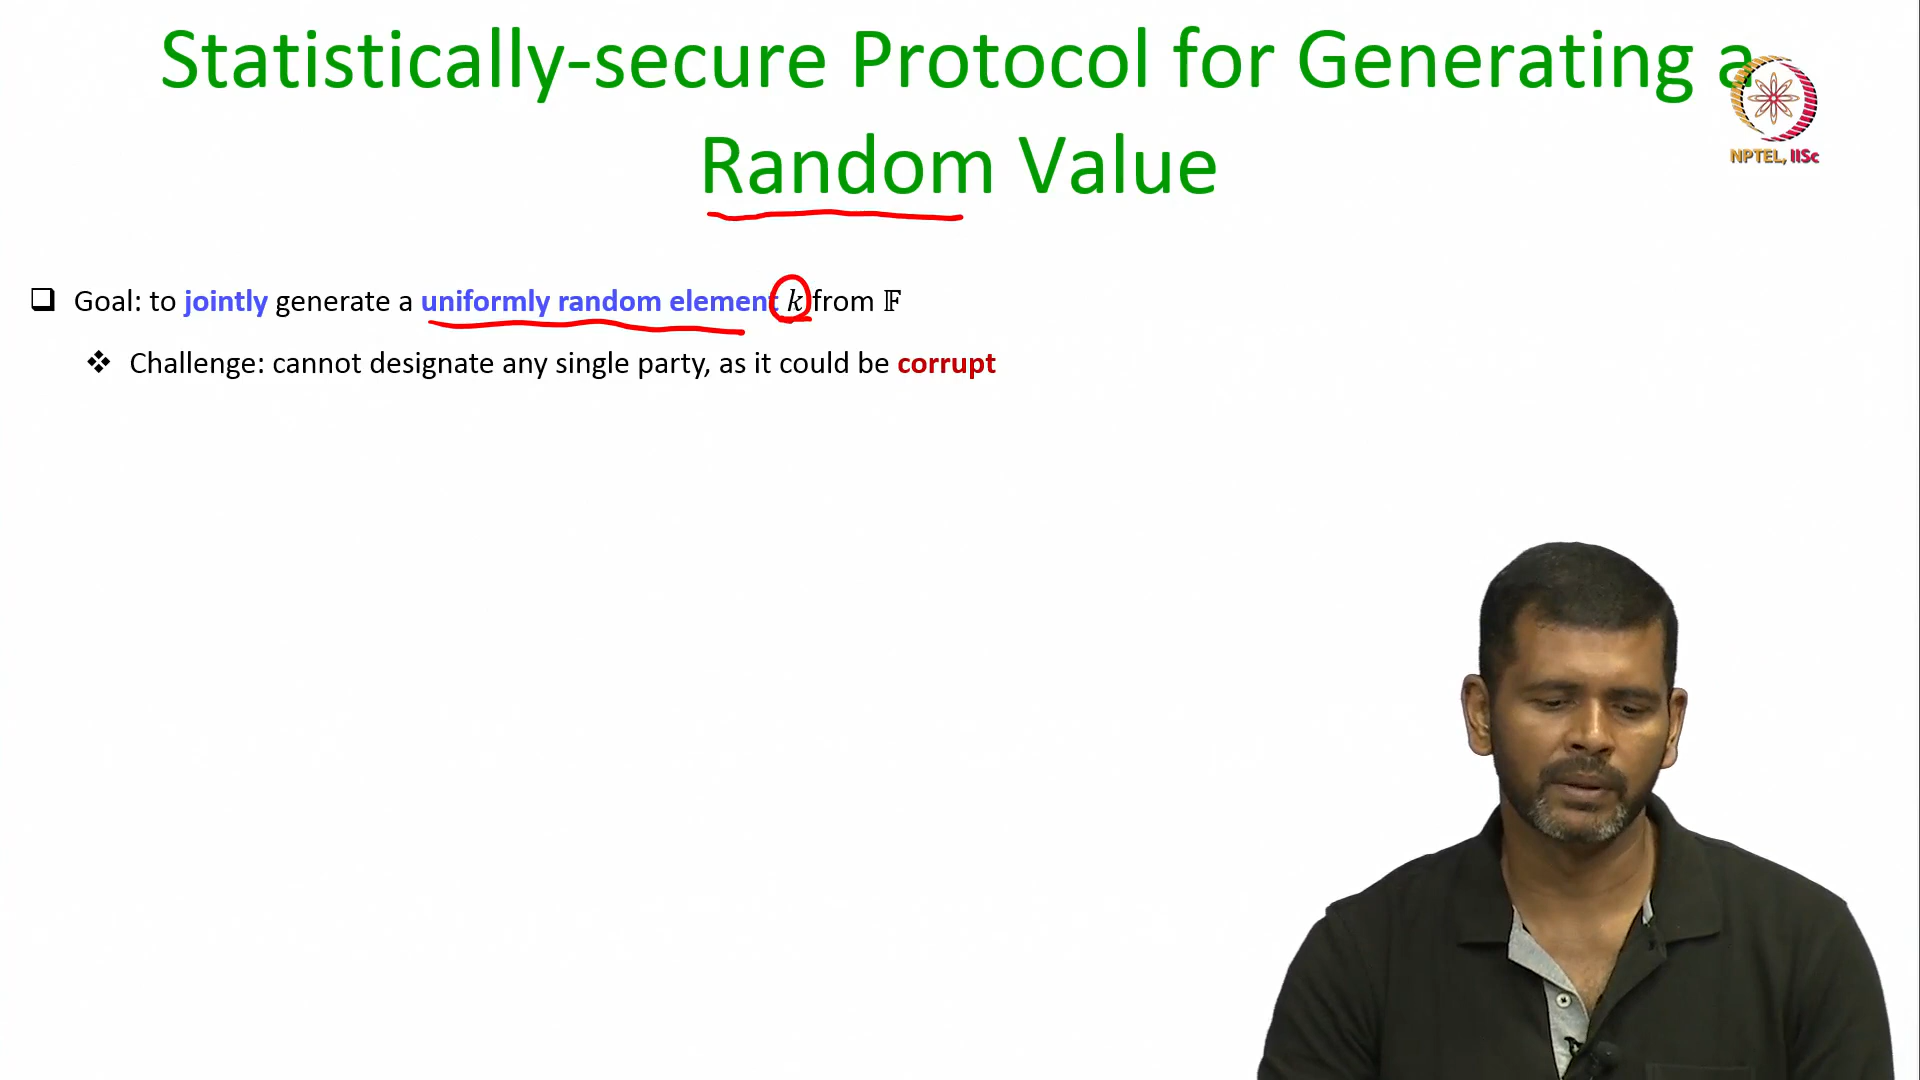 Statistically-secure Protocol for Generating a
Random Value
NPTEL, IISc
❑ Goal: to jointly generate a uniformly random element k from 𝔽
❖ Challenge: cannot designate any single party, as it could be corrupt